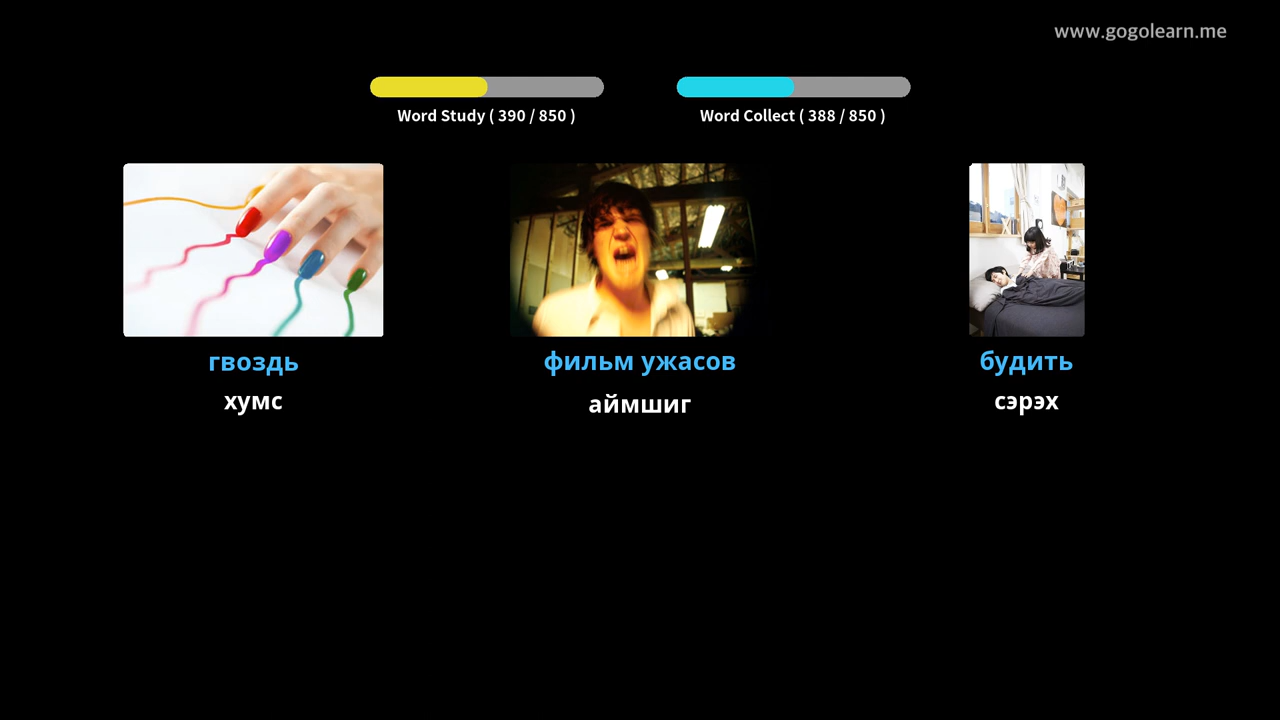 www.gogolearn.me
Word Study ( 390 / 850 )
Word Collect ( 388 / 850 )
гвоздь
хумс
фильм ужасов
аймшиг
будить
сэрэх